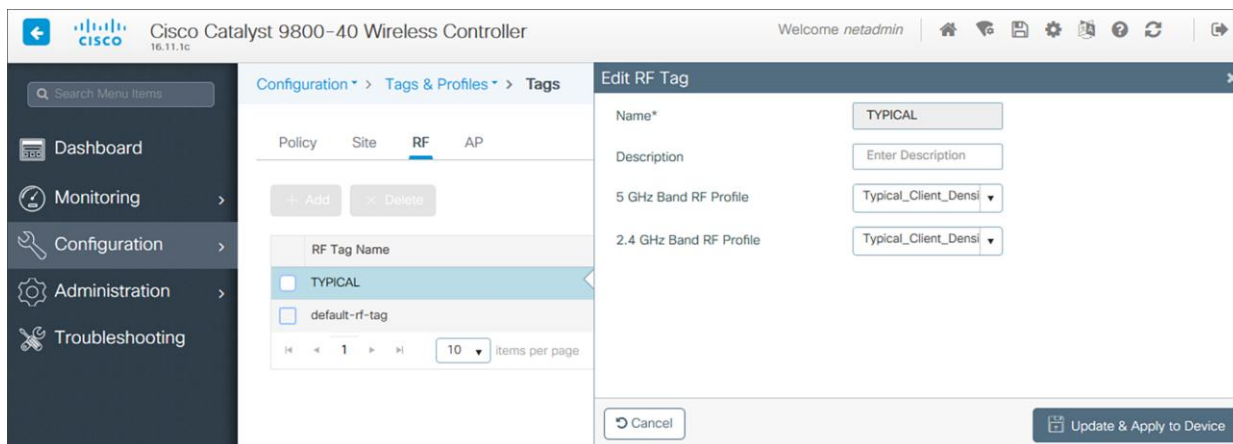 CISCO
Cisco Catalyst 9800-40 Wireless Controller
16.11.1c
Welcome netadmin
Search Menu Items
Dashboard
Monitoring
Configuration
Administration
Troubleshooting
Configuration > Tags & Profiles > Tags
Policy Site RF AP
+ Add × Delete
RF Tag Name
TYPICAL
default-rf-tag
1 10 items per page
Edit RF Tag
Name* TYPICAL
Description Enter Description
5 GHz Band RF Profile Typical_Client_Densi
2.4 GHz Band RF Profile Typical_Client_Densi
Cancel Update & Apply to Device